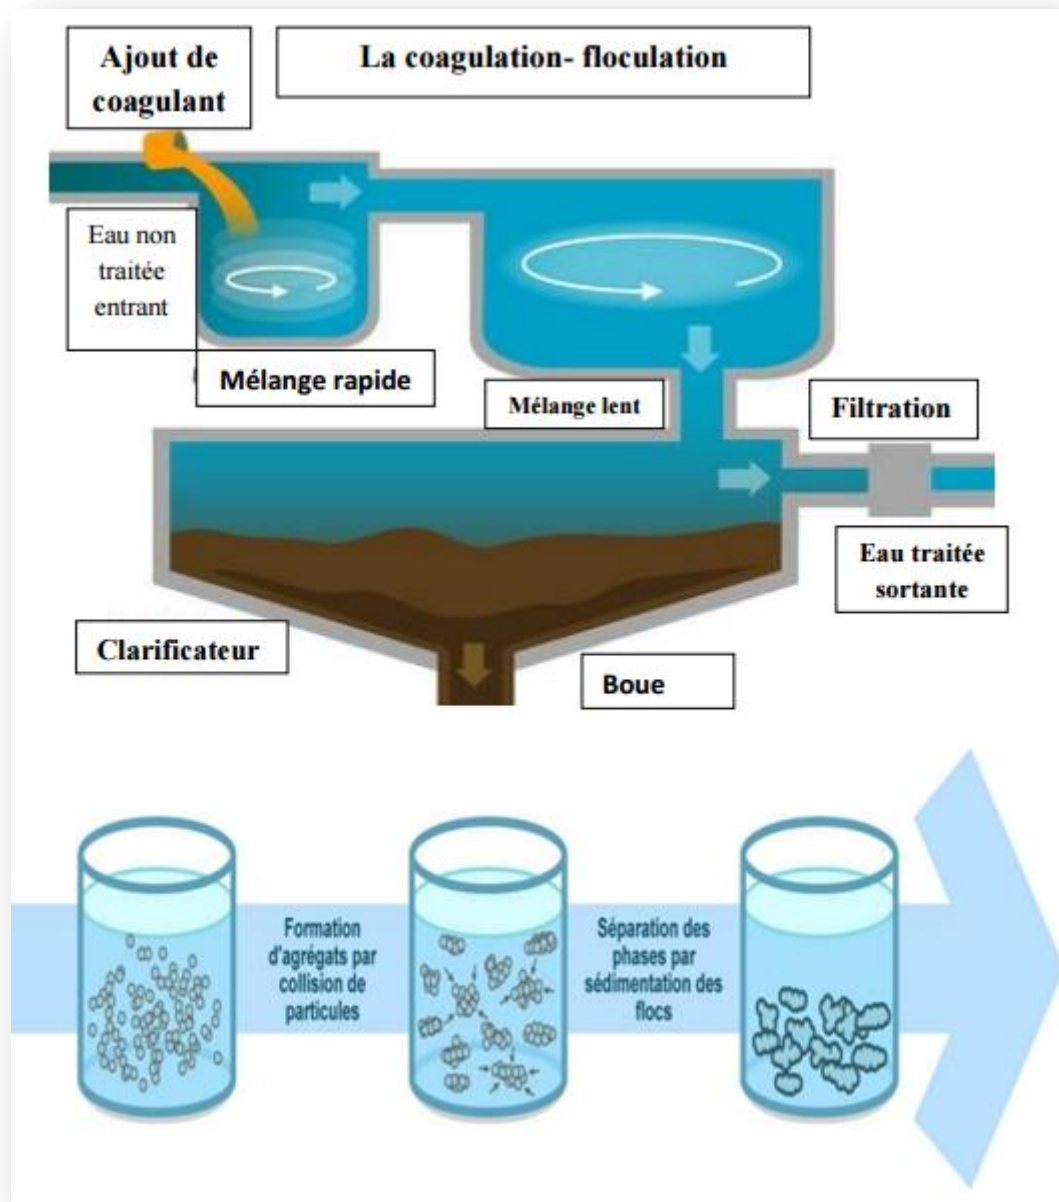 Ajout de
coagulant
La coagulation- floculation
Eau non
traitée
entrant
Mélange rapide
Mélange lent
Filtration
Eau traitée
sortante
Clarificateur
Boue
Formation
d'agrégats par
collision de
particules
Séparation des
phases par
sédimentation des
flocs